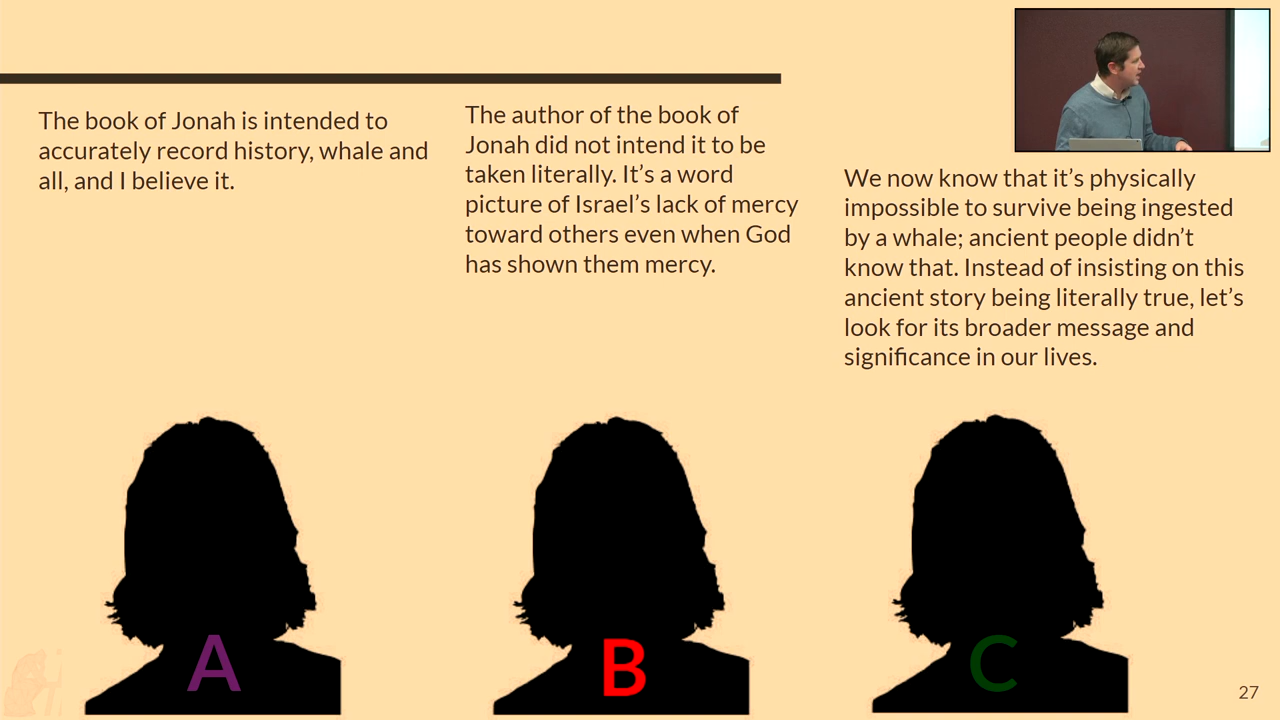 The book of Jonah is intended to
accurately record history, whale and
all, and I believe it.
The author of the book of
Jonah did not intend it to be
taken literally. It’s a word
picture of Israel’s lack of mercy
toward others even when God
has shown them mercy.
We now know that it’s physically
impossible to survive being ingested
by a whale; ancient people didn’t
know that. Instead of insisting on this
ancient story being literally true, let’s
look for its broader message and
significance in our lives.
A
B
C
27